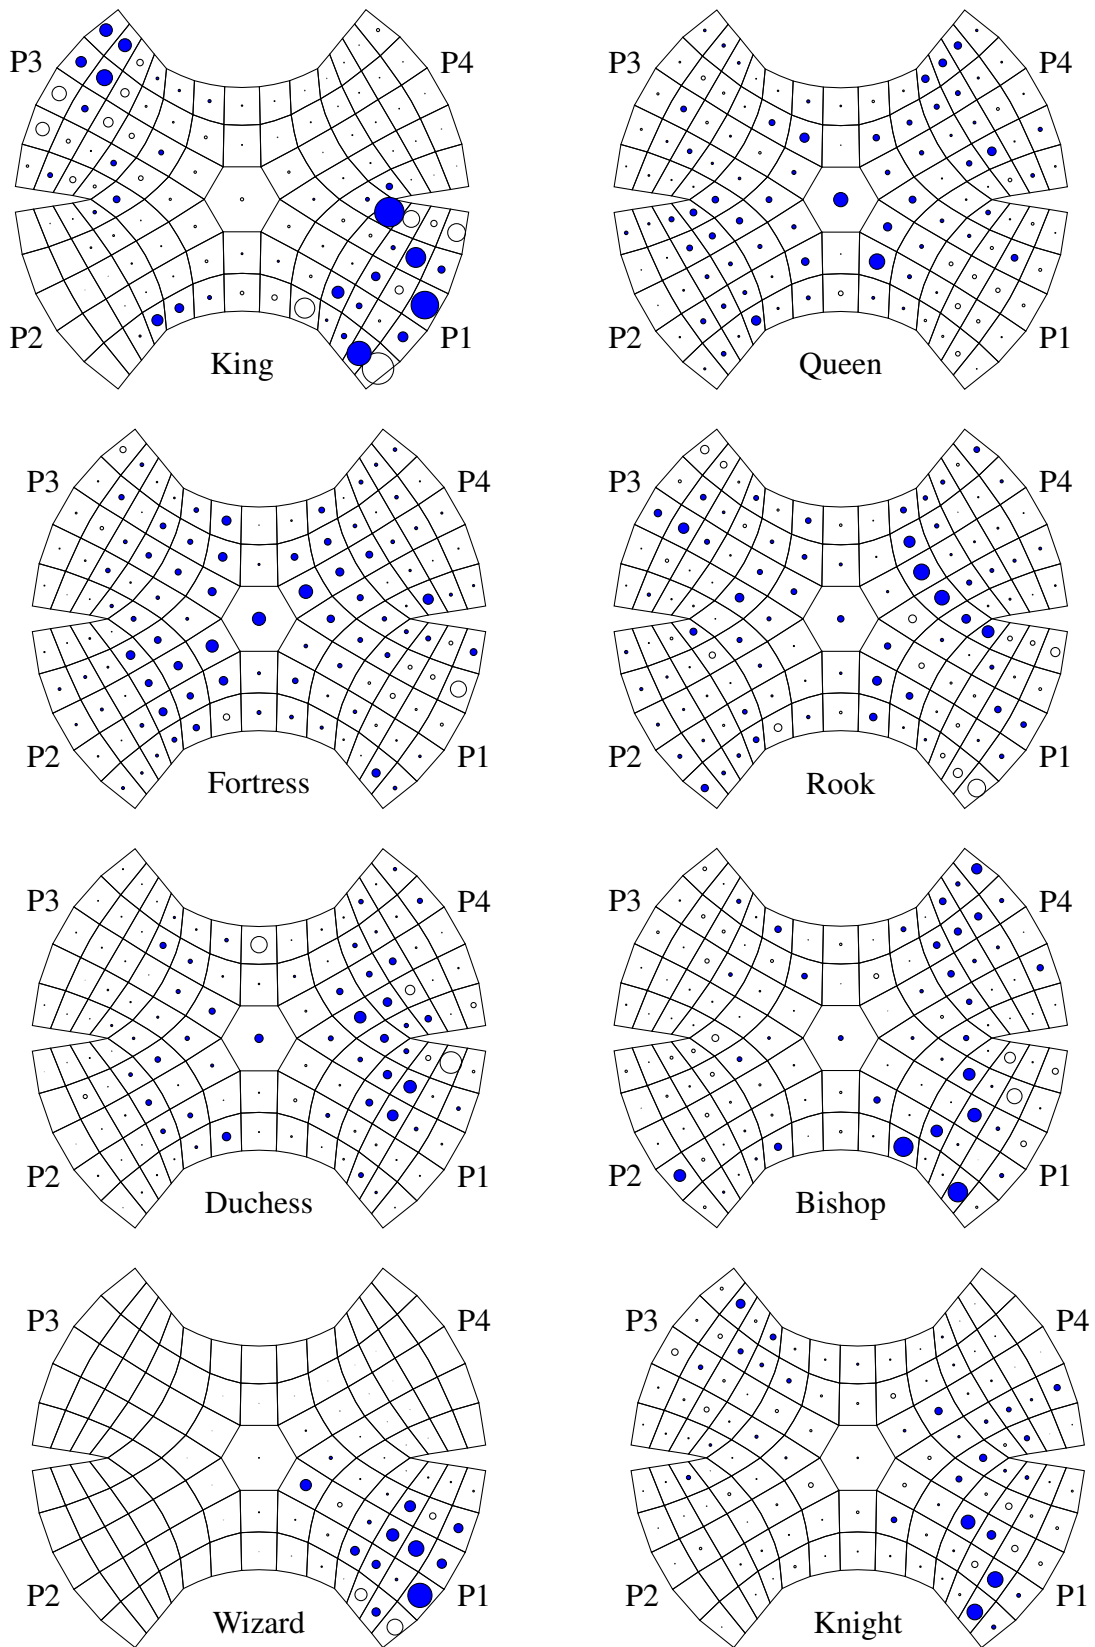 P3 P4 P3 P4
P2 P1 P2 P1
King Queen
P3 P4 P3 P4
P2 P1 P2 P1
Fortress Rook
P3 P4 P3 P4
P2 P1 P2 P1
Duchess Bishop
P3 P4 P3 P4
P2 P1 P2 P1
Wizard Knight